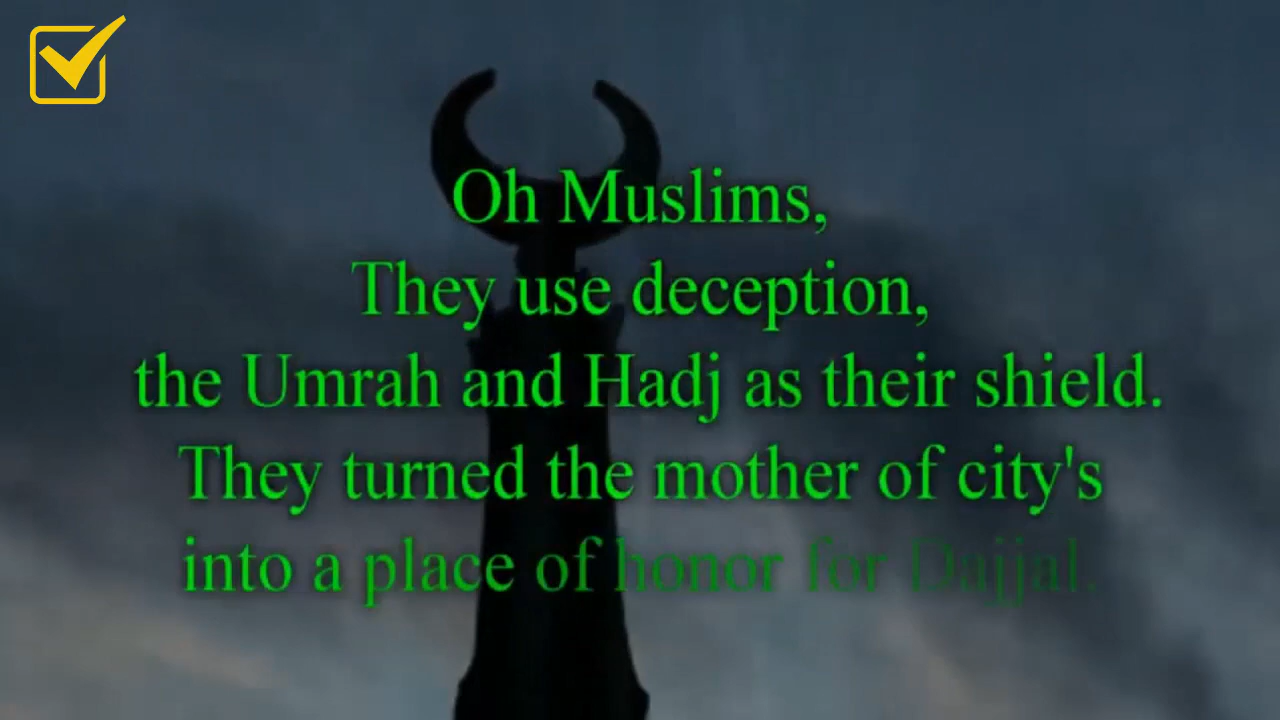 Oh Muslims,
They use deception,
the Umrah and Hadj as their shield.
They turned the mother of city's
into a place of honor for Dajjal.